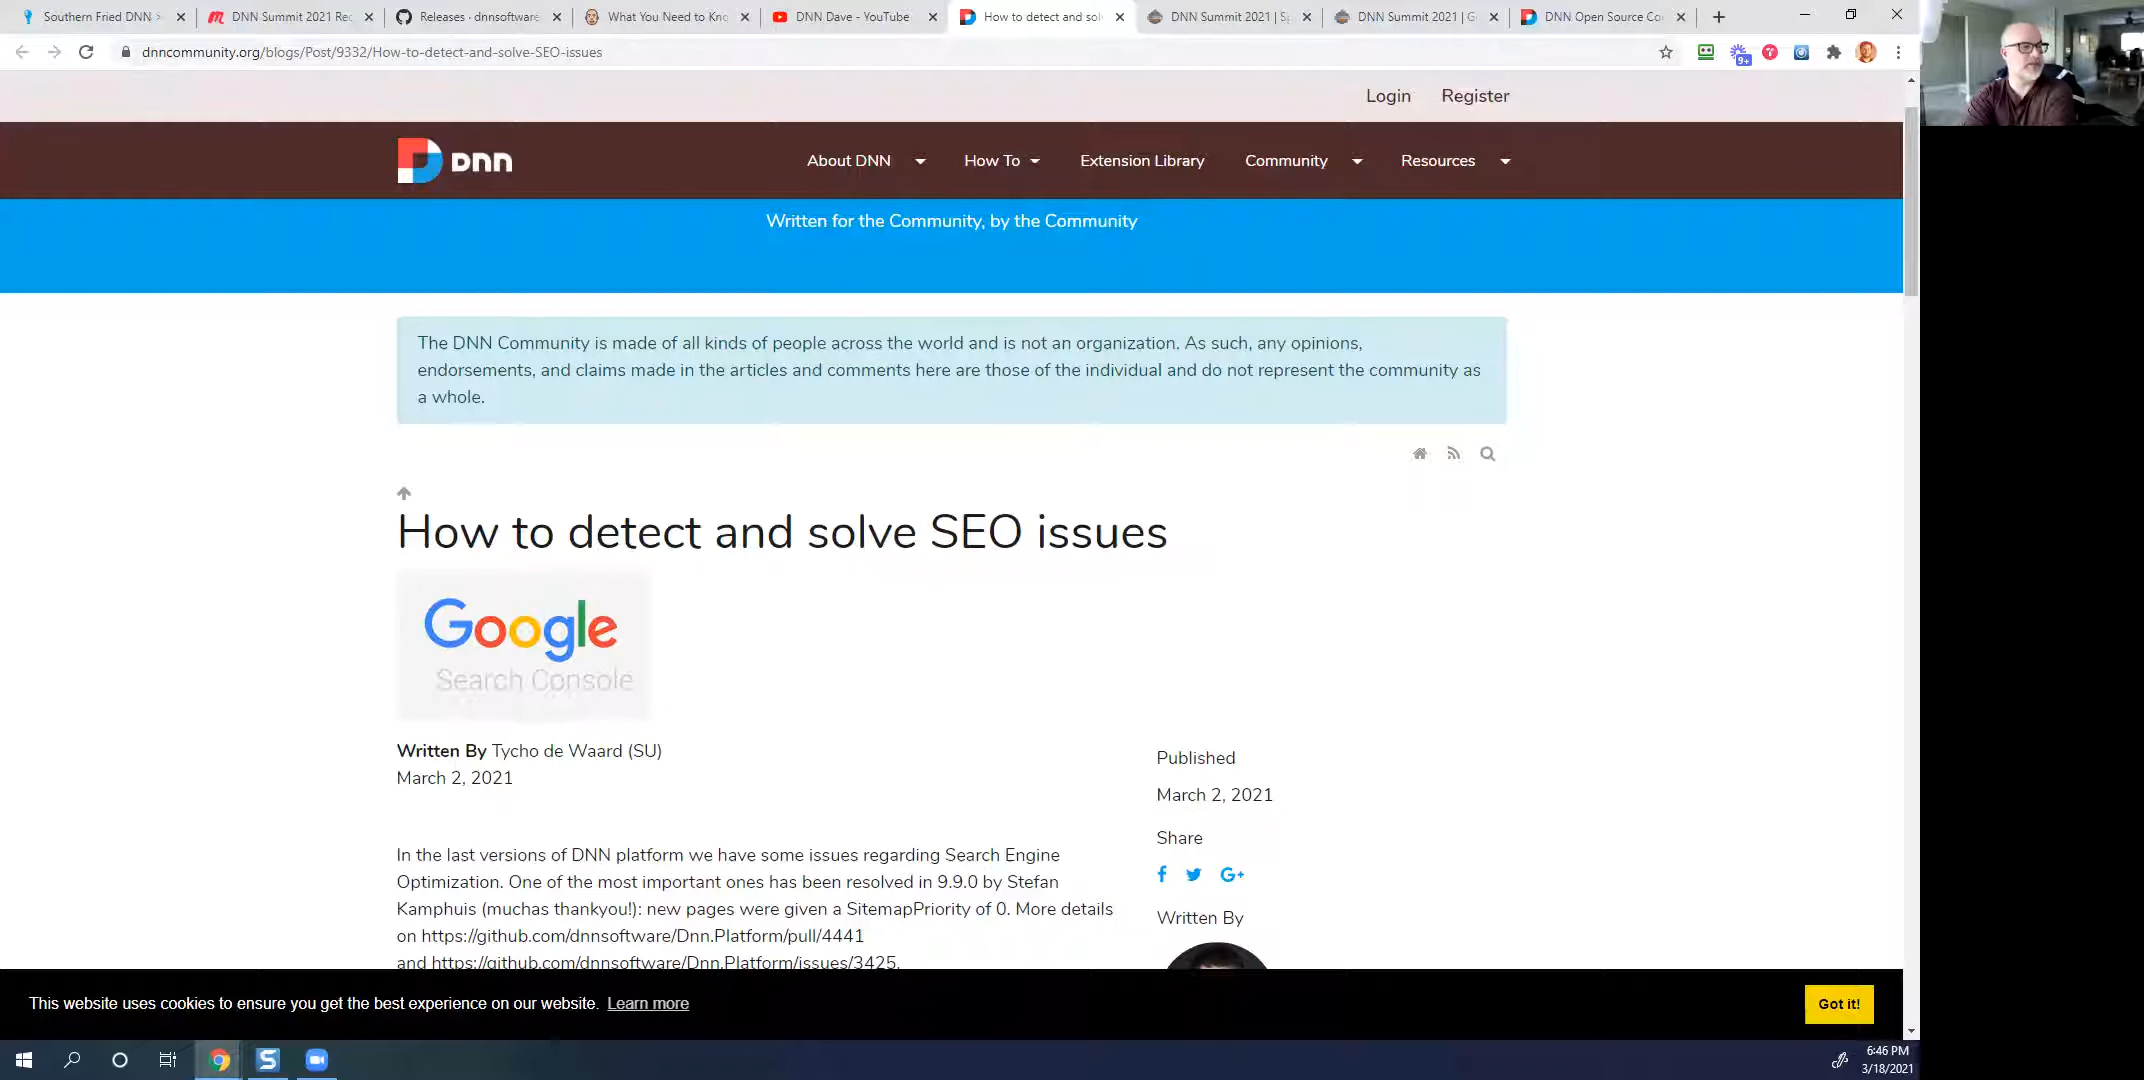 Southern Fried DNN >
DNN Summit 2021 Rec
Releases · dnnsoftware
What You Need to Kno
DNN Dave - YouTube
How to detect and sol
DNN Summit 2021 | Sp
DNN Summit 2021 | G
DNN Open Source Co
dnncommunity.org/blogs/Post/9332/How-to-detect-and-solve-SEO-issues
9+
Login Register
DNN
About DNN How To Extension Library Community Resources
Written for the Community, by the Community
The DNN Community is made of all kinds of people across the world and is not an organization. As such, any opinions,
endorsements, and claims made in the articles and comments here are those of the individual and do not represent the community as
a whole.
How to detect and solve SEO issues
Google
Search Console
Written By Tycho de Waard (SU)
March 2, 2021
Published
March 2, 2021
Share
G+
Written By
In the last versions of DNN platform we have some issues regarding Search Engine
Optimization. One of the most important ones has been resolved in 9.9.0 by Stefan
Kamphuis (muchas thankyou!): new pages were given a SitemapPriority of 0. More details
on https://github.com/dnnsoftware/Dnn.Platform/pull/4441
and https://github.com/dnnsoftware/Dnn.Platform/issues/3425.
This website uses cookies to ensure you get the best experience on our website. Learn more
Got it!
6:46 PM
3/18/2021